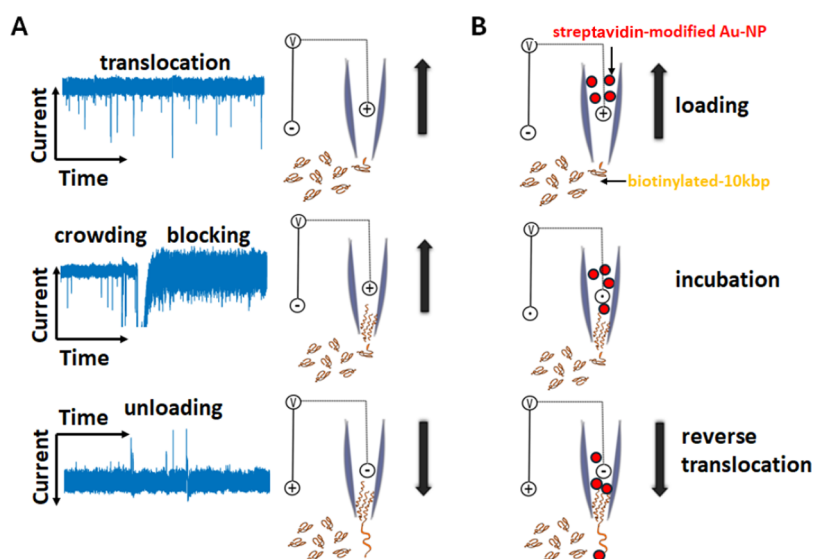 A
translocation
Current
Time
V
+
-
crowding
blocking
Current
Time
V
+
-
unloading
Time
Current
V
-
+
B
streptavidin-modified Au-NP
V
+
-
loading
biotinylated-10kbp
V
incubation
V
-
+
reverse
translocation